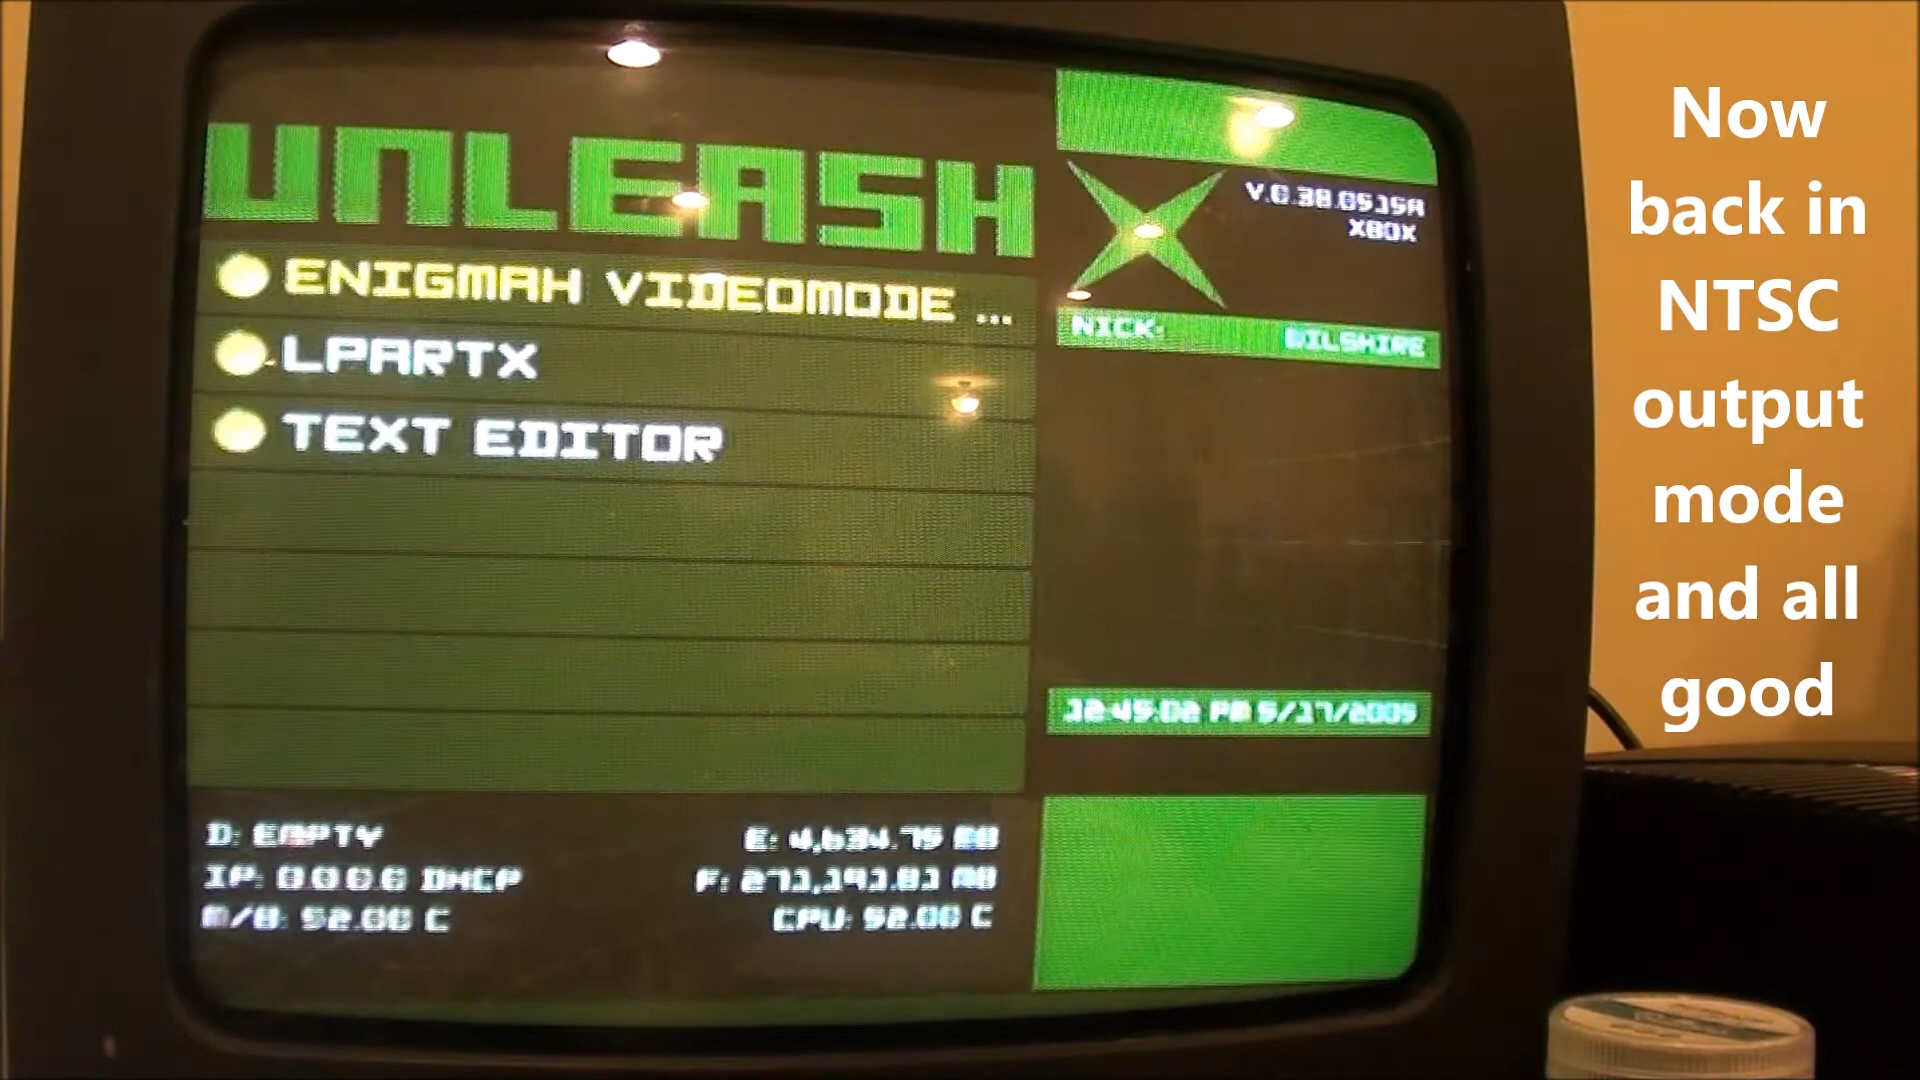 UNLEASH
V.0.38.0515A
XBOX
ENIGMAH VIDEOMODE ...
LPARTX
TEXT EDITOR
NICK:
12:45:02 PM 5/17/2005
D: EMPTY
IP: 0.0.0.0 DHCP
M/B: 52.00 C
E: 4,634.75 MB
F: 271,191.81 MB
CPU: 52.00 C
Now
back in
NTSC
output
mode
and all
good